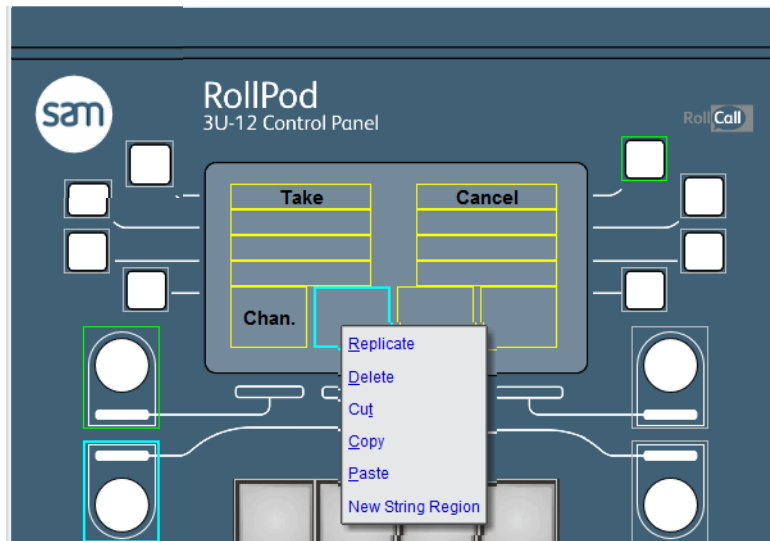 sam
RollPod
3U-12 Control Panel
RollCall
Take
Cancel
Chan.
Replicate
Delete
Cut
Copy
Paste
New String Region